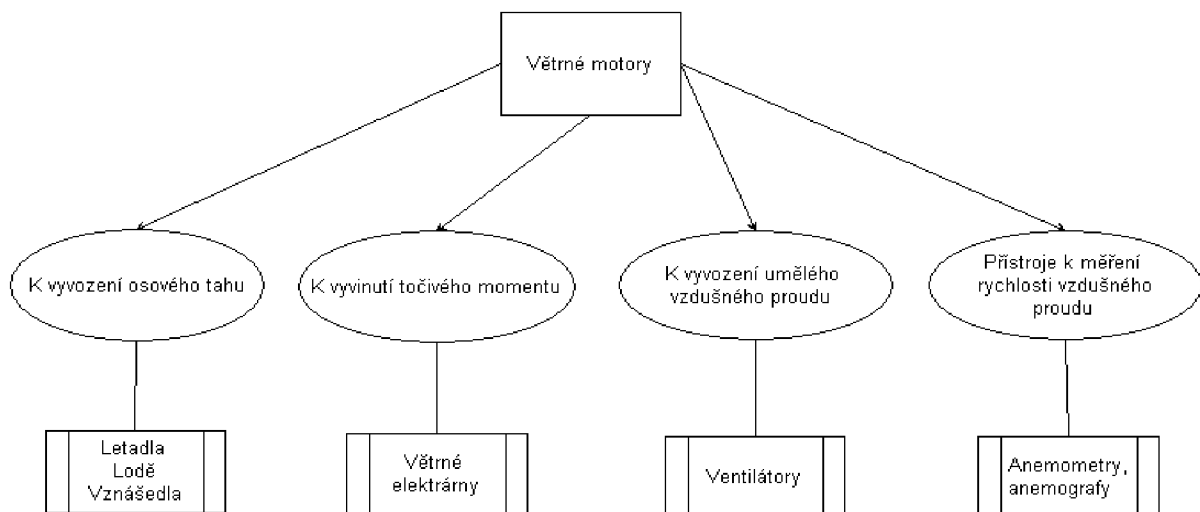 Větrné motory
K vyvození osového tahu
K vyvinutí točivého momentu
K vyvození umělého
vzdušného proudu
Přístroje k měření
rychlosti vzdušného
proudu
Letadla
Lodě
Vznášedla
Větrné
elektrárny
Ventilátory
Anemometry,
anemografy